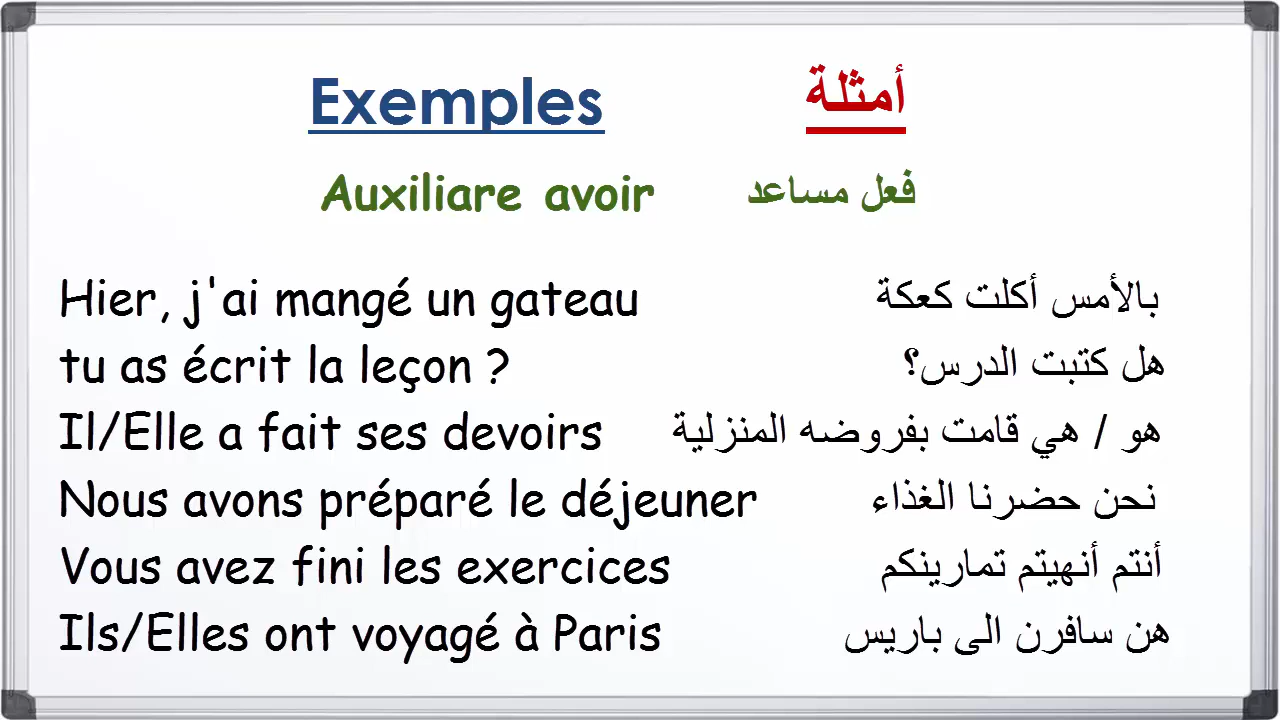 Exemples أمثلة
Auxiliare avoir فعل مساعد
Hier, j'ai mangé un gateau بالأمس أكلت كعكة
tu as écrit la leçon ? هل كتبت الدرس؟
Il/Elle a fait ses devoirs هو / هي قامت بفروضه المنزلية
Nous avons préparé le déjeuner نحن حضرنا الغذاء
Vous avez fini les exercices أنتم أنهيتم تمارينكم
Ils/Elles ont voyagé à Paris هن سافرن الى باريس